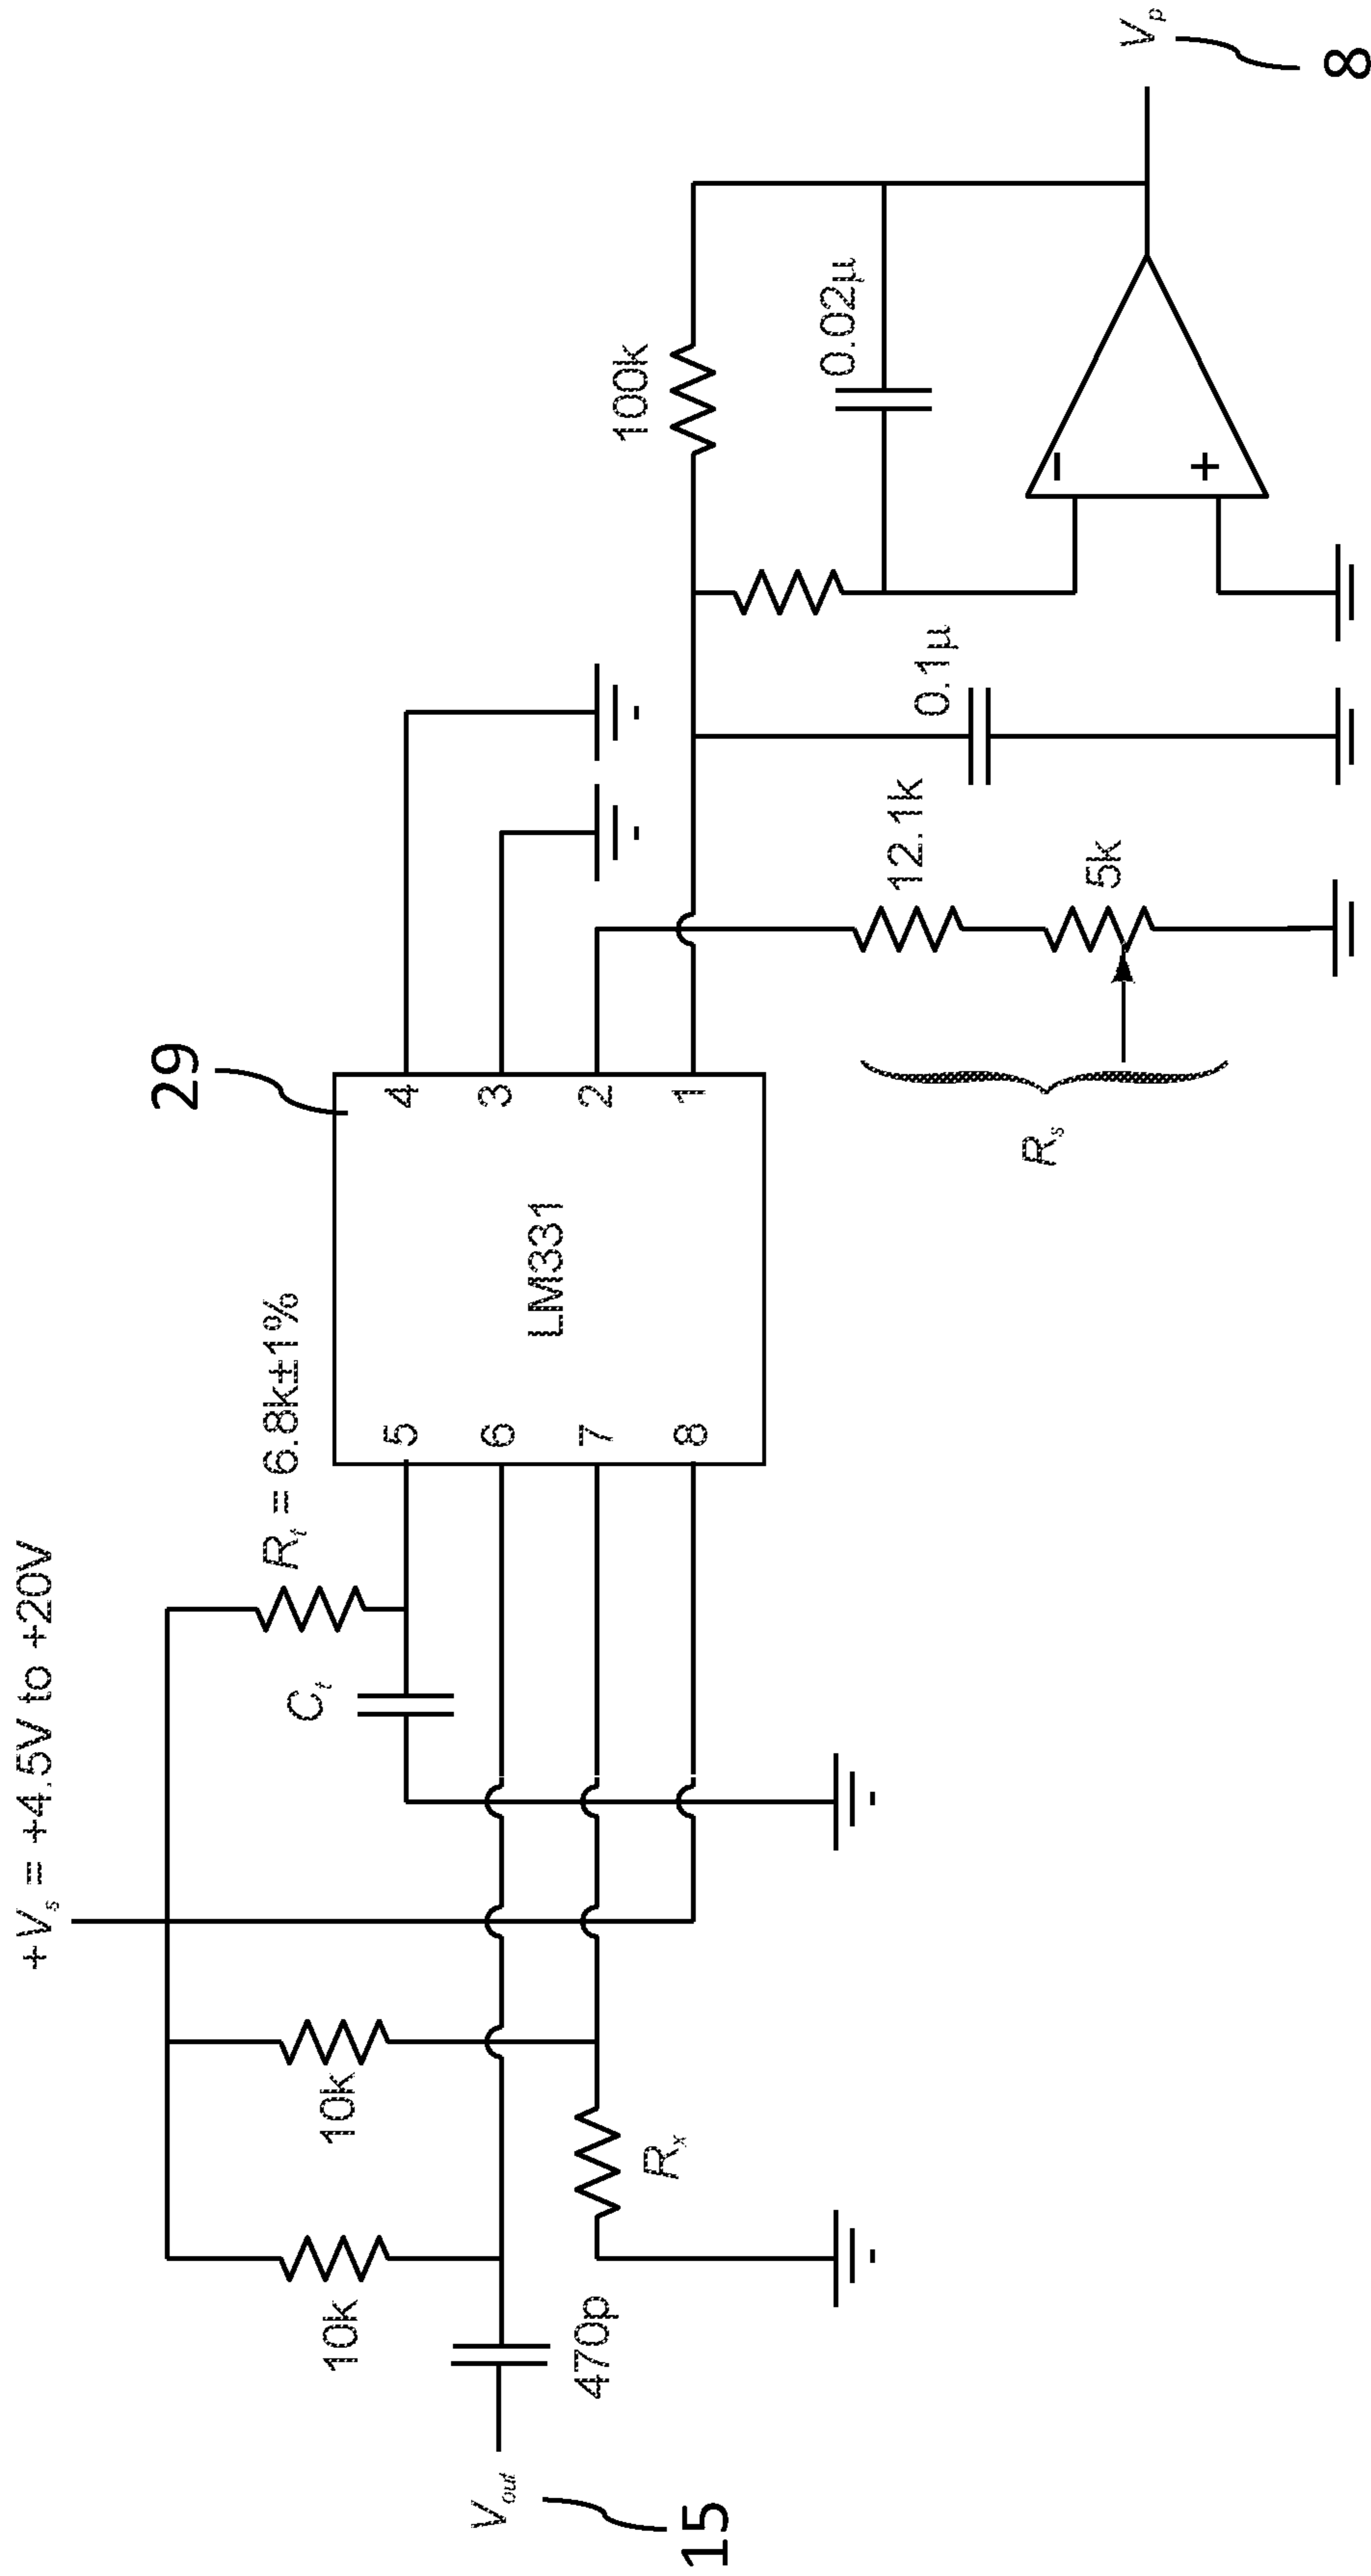 +Vs = +4.5V to +20V
Rt = 6.8k±1%
29
Ct
10k
10k
5
6
7
8
LM331
4
3
2
1
Vout
15
470p
Rx
Rs
12.1k
5k
0.1µ
100k
0.02µ
-
+
Vp
8